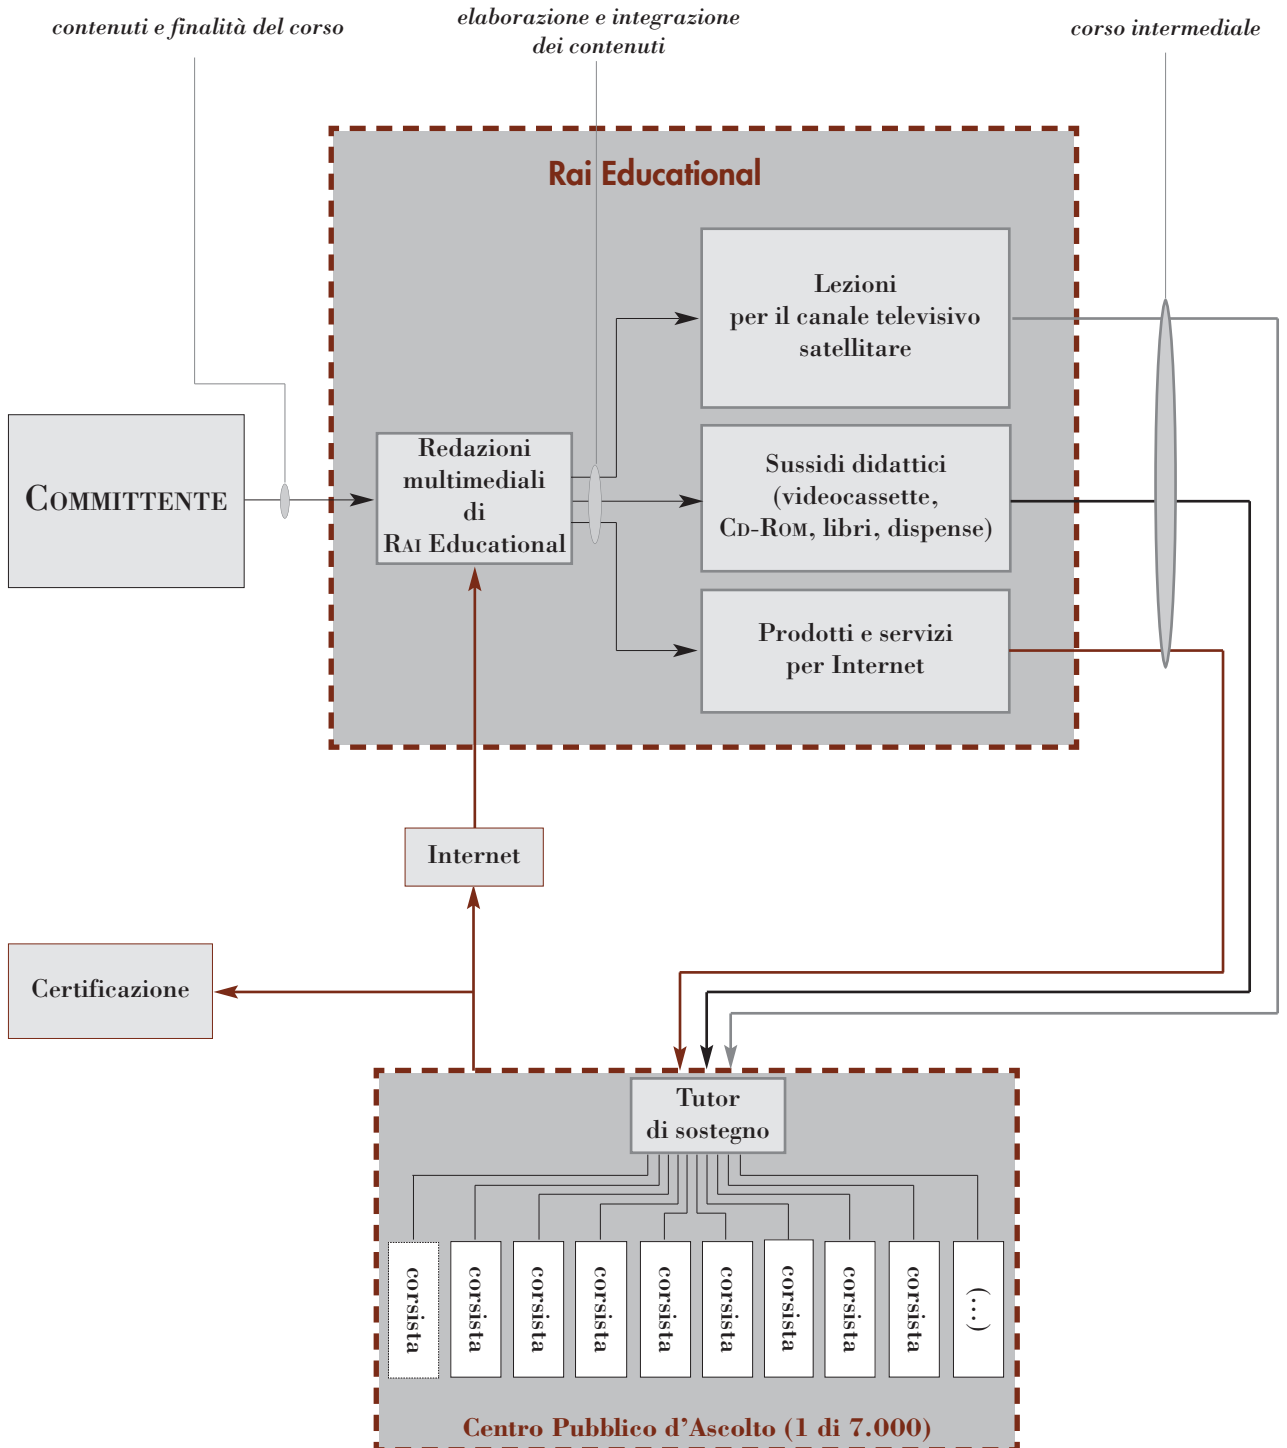 contenuti e finalità del corso
elaborazione e integrazione
dei contenuti
corso intermediale
Rai Educational
Lezioni
per il canale televisivo
satellitare
COMMITTENTE
Redazioni
multimediali
di
RAI Educational
Sussidi didattici
(videocassette,
CD-ROM, libri, dispense)
Prodotti e servizi
per Internet
Internet
Certificazione
Tutor
di sostegno
corsista
corsista
corsista
corsista
corsista
corsista
corsista
corsista
corsista
(...)
Centro Pubblico d'Ascolto (1 di 7.000)